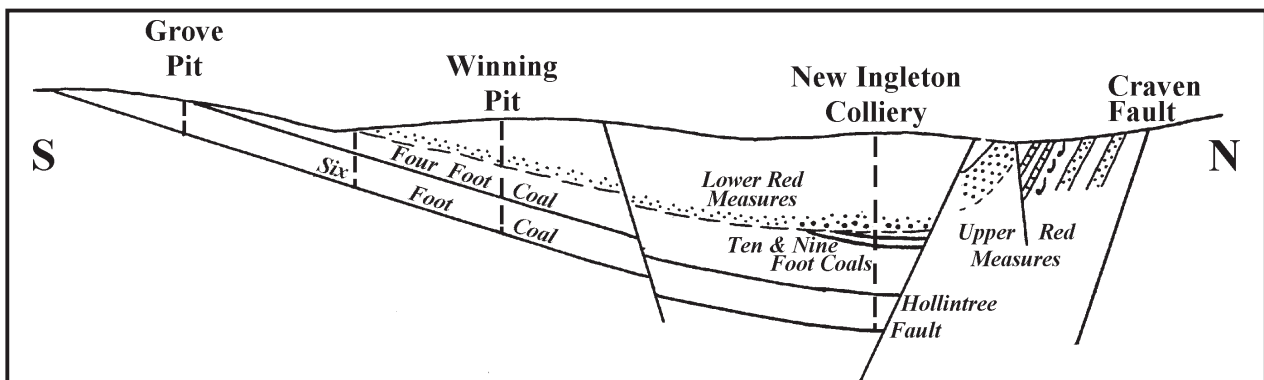 Grove
Pit
Winning
Pit
New Ingleton
Colliery
Craven
Fault
S
N
Six
Foot
Coal
Four Foot Coal
Lower Red
Measures
Ten & Nine
Foot Coals
Upper Red
Measures
Hollintree
Fault